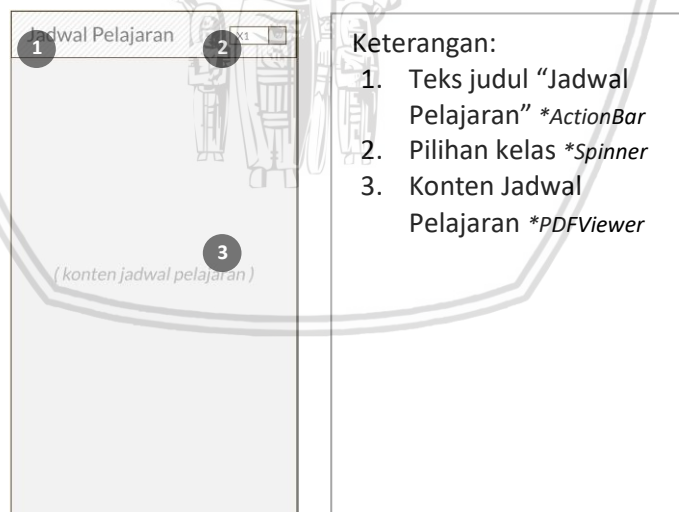 Jadwal Pelajaran
1
2
X1
3
( konten jadwal pelajaran )
Keterangan:
1. Teks judul “Jadwal
Pelajaran” *ActionBar
2. Pilihan kelas *Spinner
3. Konten Jadwal
Pelajaran *PDFViewer